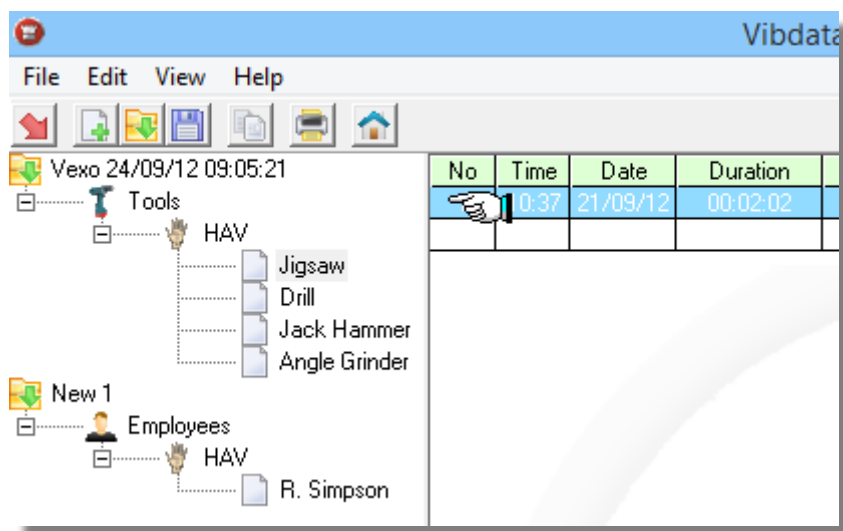 Vibdata
File Edit View Help
Vexo 24/09/12 09:05:21
Tools
HAV
Jigsaw
Drill
Jack Hammer
Angle Grinder
New 1
Employees
HAV
R. Simpson
No Time Date Duration
0:37 21/09/12 00:02:02